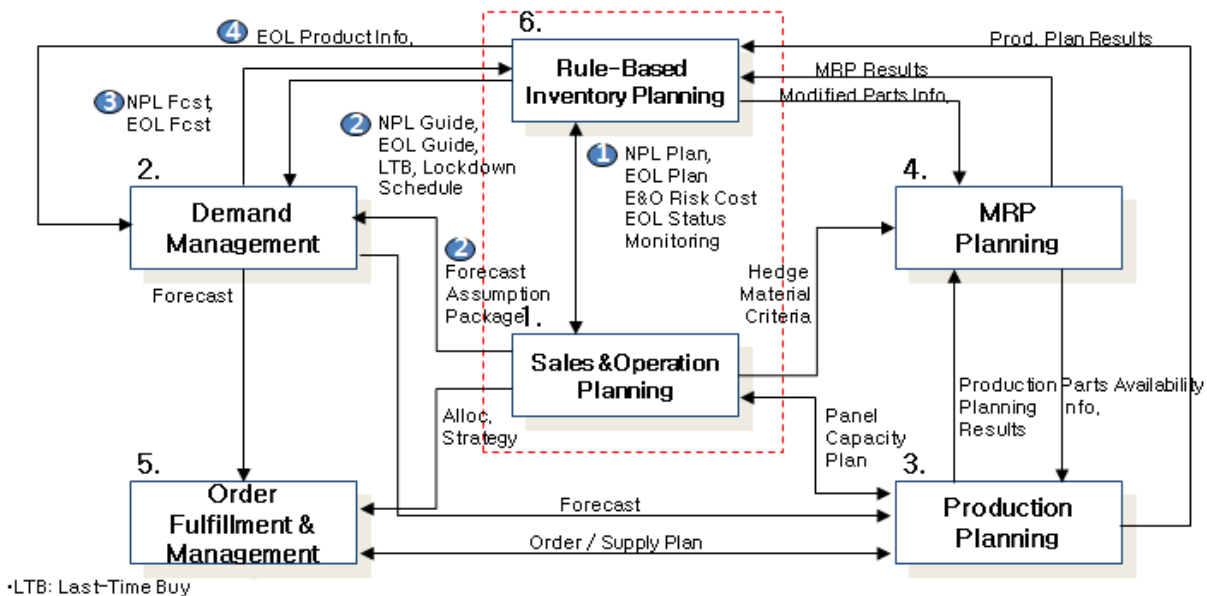 6.
4 EOL Product Info,
Prod. Plan Results
Rule-Based
Inventory Planning
MRP Results
Modified Parts Info,
3 NPL Fcst,
EOL Fcst
2 NPL Guide,
EOL Guide,
LTB, Lockdown
Schedule
1 NPL Plan,
EOL Plan
E&O Risk Cost
EOL Status
Monitoring
2.
Demand
Management
4.
MRP
Planning
2
Forecast
Assumption
Package
Forecast
Hedge
Material
Criteria
1.
Sales&Operation
Planning
Alloc,
Strategy
Panel
Capacity
Plan
Production
Planning
Results
Parts Availability
Info,
5.
Order
Fulfillment &
Management
3.
Production
Planning
Forecast
Order / Supply Plan
•LTB: Last-Time Buy